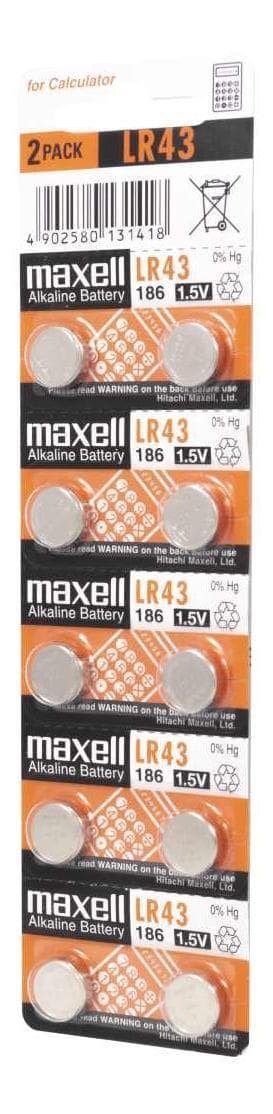 for Calculator
2PACK LR43
4 902580 131418
maxell LR43 0% Hg
Alkaline Battery 186 1.5V
Please read WARNING on the back before use
Hitachi Maxell, Ltd.
maxell LR43 0% Hg
Alkaline Battery 186 1.5V
read WARNING on the back before use
Hitachi Maxell, Ltd.
maxell LR43 0% Hg
Alkaline Battery 186 1.5V
read WARNING on the back before use
Hitachi Maxell, Ltd.
maxell LR43 0% Hg
Alkaline Battery 186 1.5V
read WARNING on the back before use
Hitachi Maxell, Ltd.
maxell LR43 0% Hg
Alkaline Battery 186 1.5V
read WARNING on the back before use
Hitachi Maxell, Ltd.